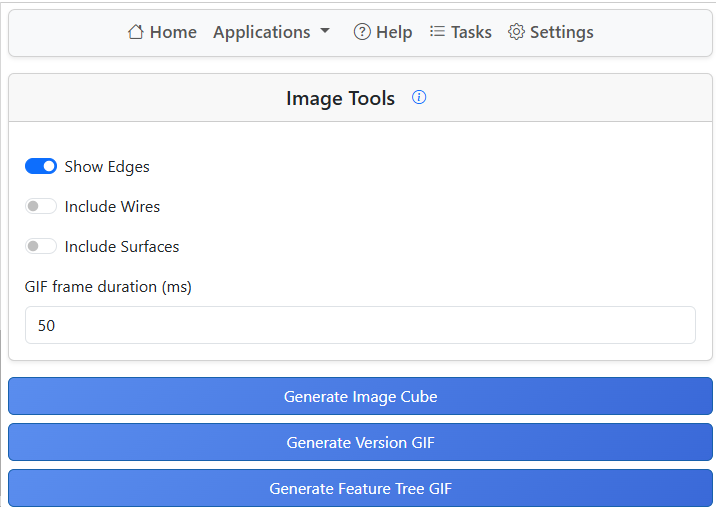 Home Applications Help Tasks Settings
Image Tools
Show Edges
Include Wires
Include Surfaces
GIF frame duration (ms)
50
Generate Image Cube
Generate Version GIF
Generate Feature Tree GIF